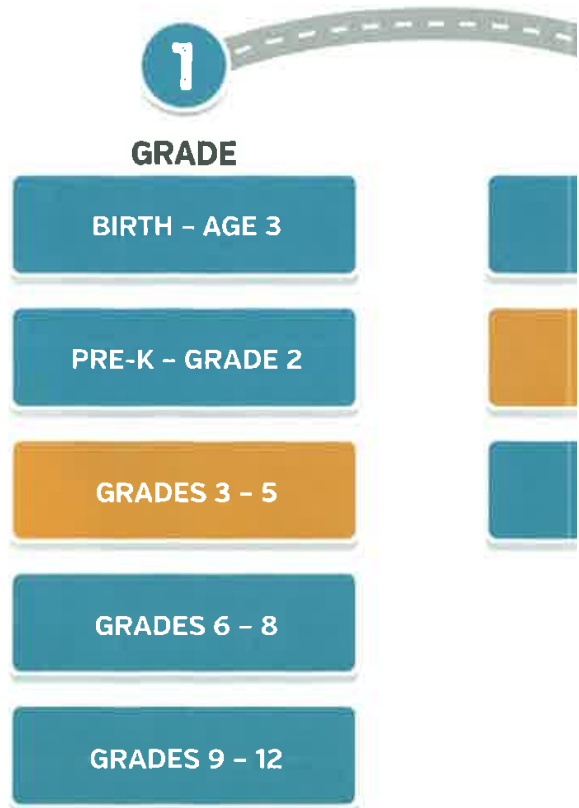 1
GRADE
BIRTH – AGE 3
PRE-K – GRADE 2
GRADES 3 – 5
GRADES 6 – 8
GRADES 9 – 12